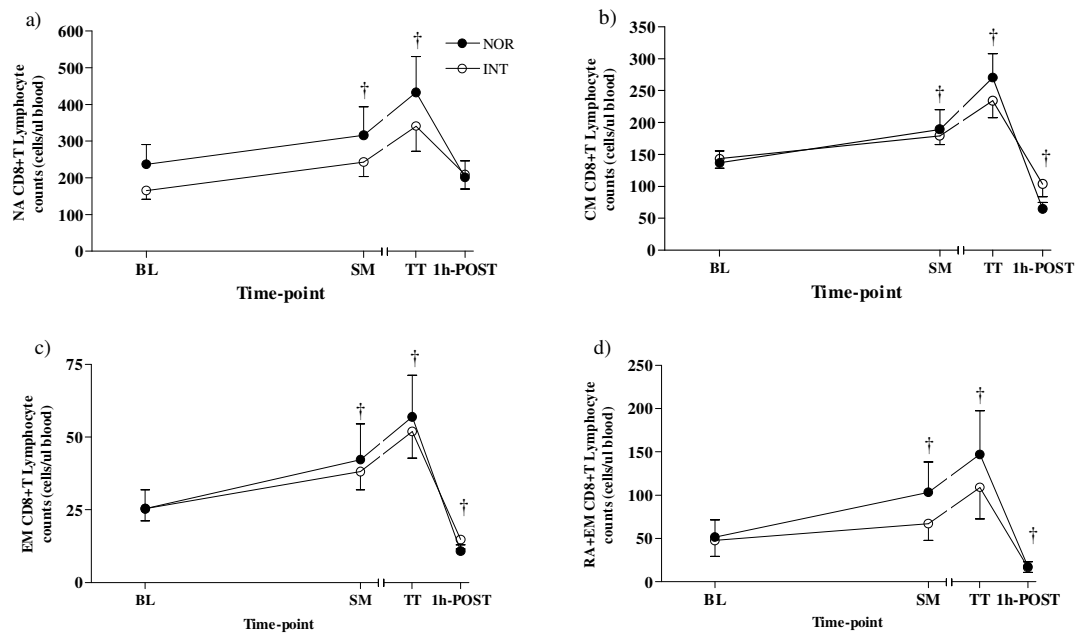 a)
600
500
400
300
200
100
0
NA CD8+T Lymphocyte
counts (cells/ul blood)
†
†
NOR
INT
BL
SM
TT
1h-POST
Time-point
b)
350
300
250
200
150
100
50
0
CM CD8+T Lymphocyte
counts (cells/ul blood)
†
†
†
BL
SM
TT
1h-POST
Time-point
c)
75
50
25
0
EM CD8+T Lymphocyte
counts (cells/ul blood)
†
†
†
BL
SM
TT
1h-POST
Time-point
d)
250
200
150
100
50
0
RA+EM CD8+T Lymphocyte
counts (cells/ul blood)
†
†
†
BL
SM
TT
1h-POST
Time-point